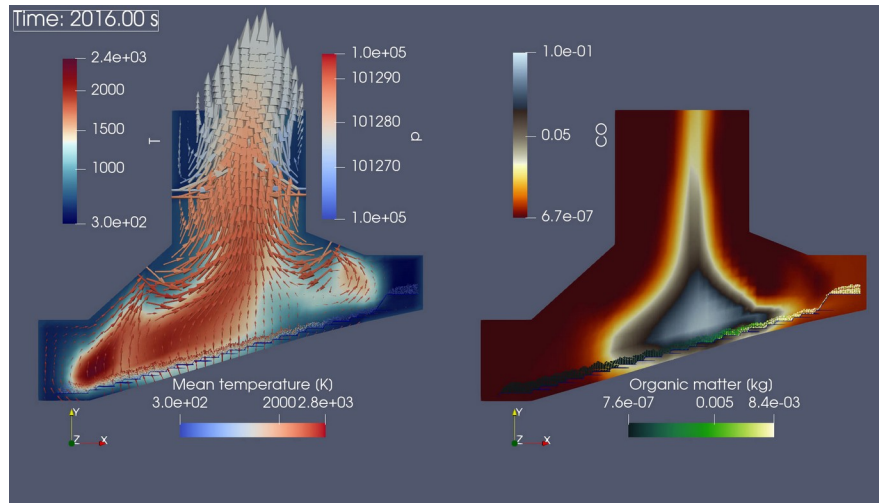 Time: 2016.00 s
2.4e+03
2000
1500
1000
3.0e+02
T
1.0e+05
101290
101280
101270
1.0e+05
p
Mean temperature (K)
3.0e+02
2000
2.8e+03
Y
Z
X
1.0e-01
0.05
6.7e-07
CO
Organic matter (kg)
7.6e-07
0.005
8.4e-03
Y
Z
X